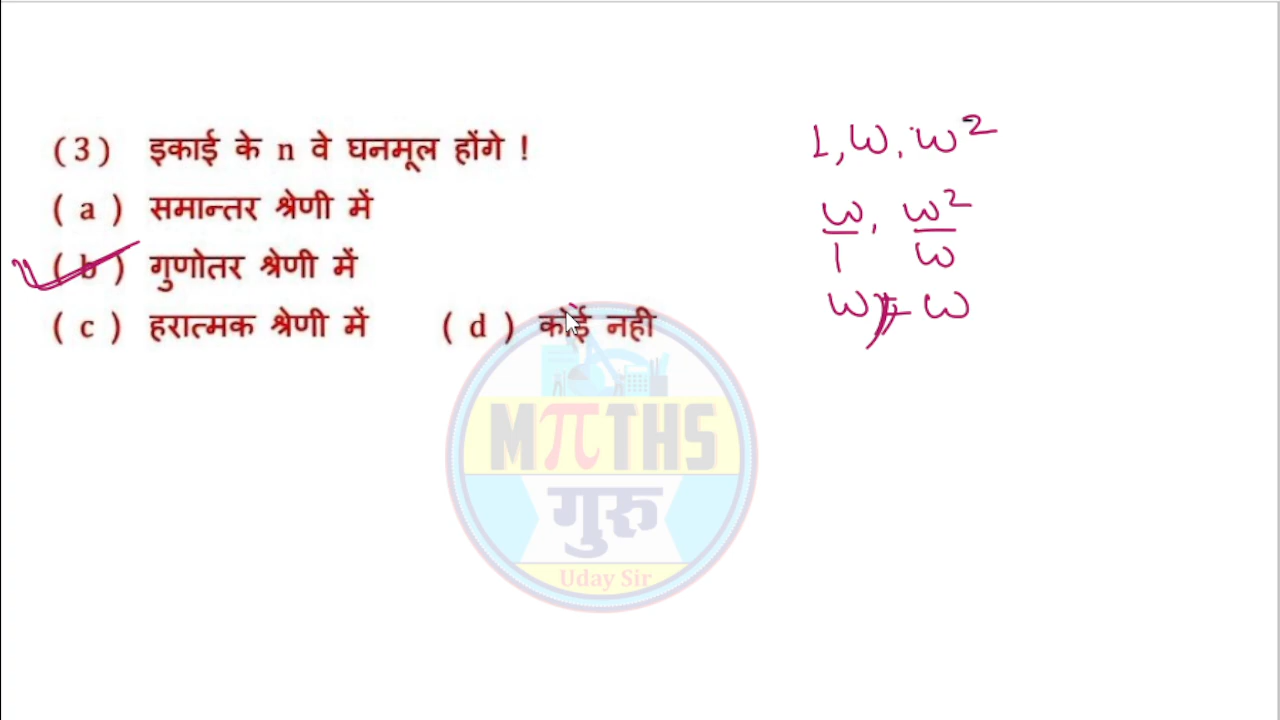 (3) इकाई के n वे घनमूल होंगे !
(a) समान्तर श्रेणी में
(b) गुणोतर श्रेणी में
(c) हरात्मक श्रेणी में (d) कोई नही
1, ω, ω²
ω/1, ω²/ω
ω = ω
MπTHS
गुरु
Uday Sir